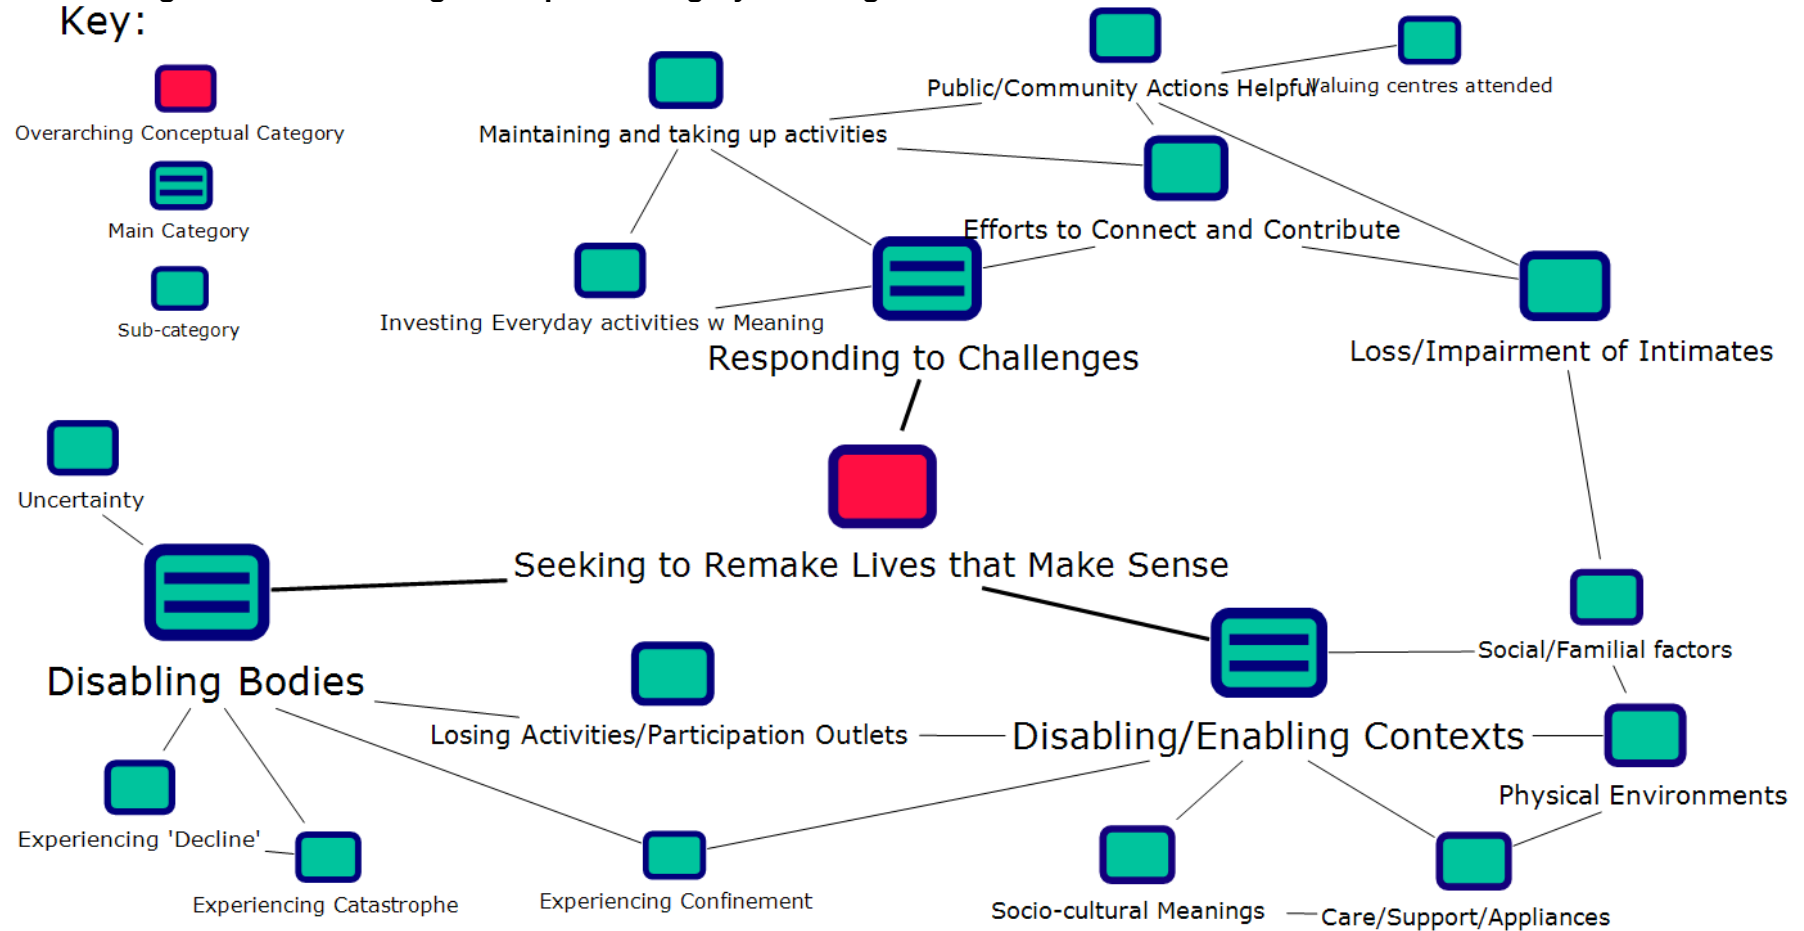 Key:
Overarching Conceptual Category
Main Category
Sub-category
Public/Community Actions Helpful
Valuing centres attended
Maintaining and taking up activities
Efforts to Connect and Contribute
Investing Everyday activities w Meaning
Responding to Challenges
Loss/Impairment of Intimates
Uncertainty
Seeking to Remake Lives that Make Sense
Social/Familial factors
Disabling Bodies
Losing Activities/Participation Outlets
Disabling/Enabling Contexts
Physical Environments
Experiencing 'Decline'
Experiencing Catastrophe
Experiencing Confinement
Socio-cultural Meanings
Care/Support/Appliances